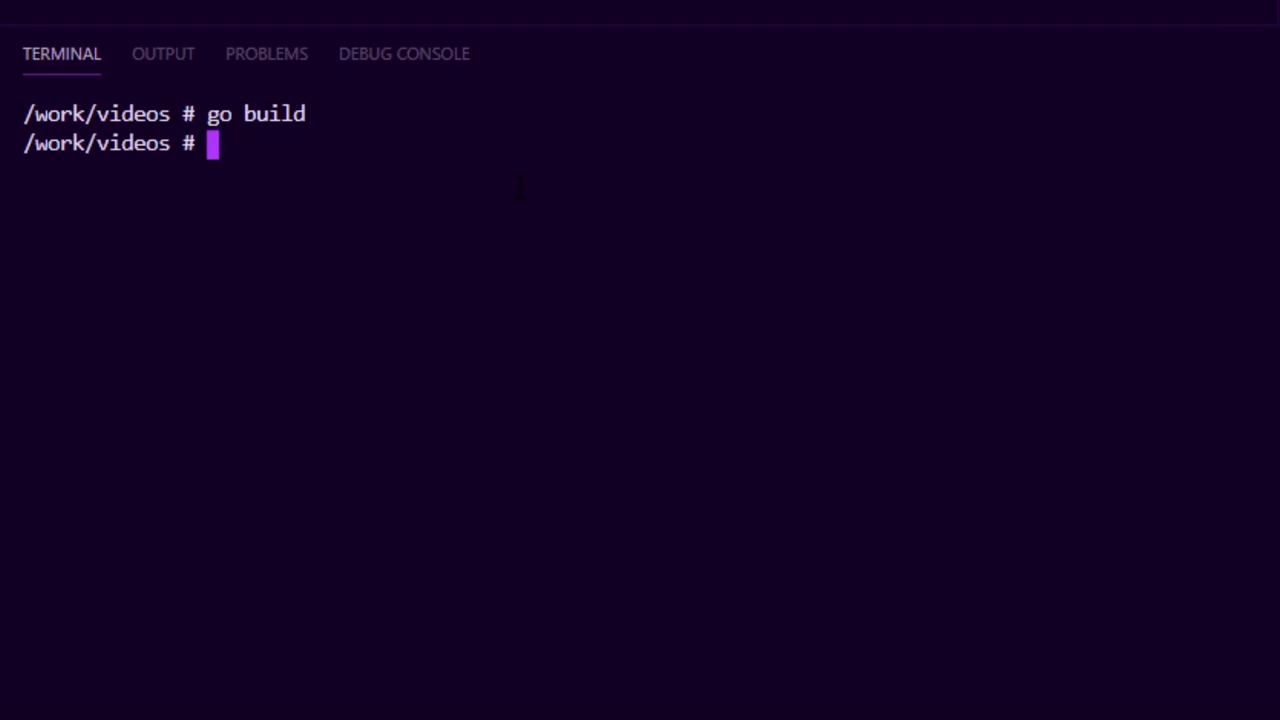 TERMINAL OUTPUT PROBLEMS DEBUG CONSOLE
/work/videos # go build
/work/videos #